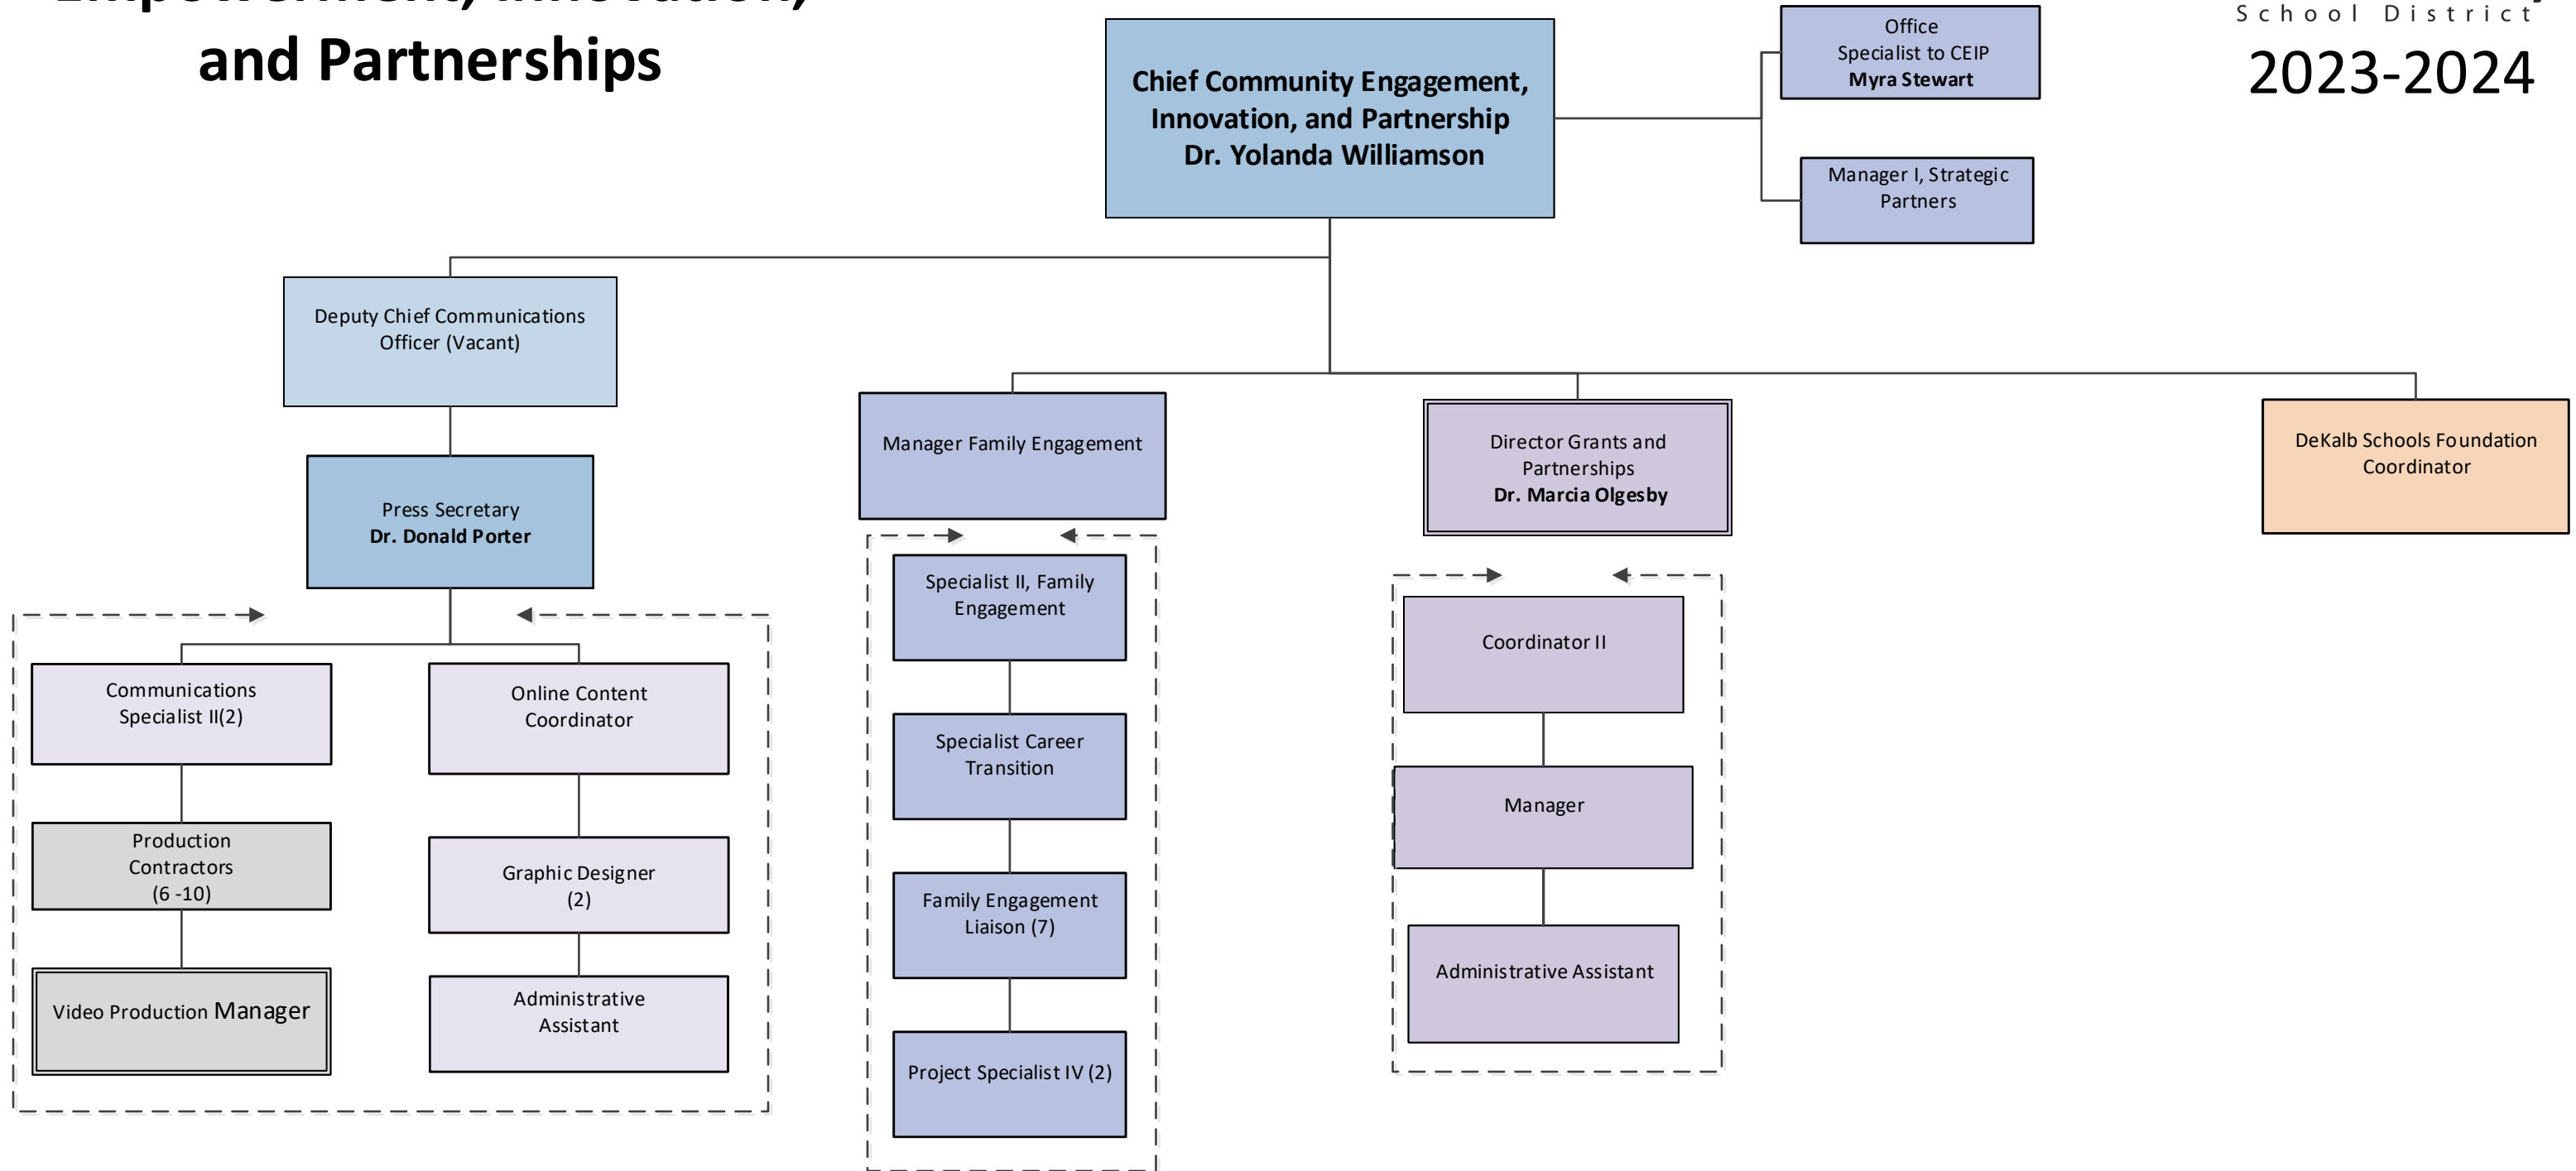 Empowerment, Innovation,
and Partnerships
School District
2023-2024
Chief Community Engagement,
Innovation, and Partnership
Dr. Yolanda Williamson
Office
Specialist to CEIP
Myra Stewart
Manager I, Strategic
Partners
Deputy Chief Communications
Officer (Vacant)
Press Secretary
Dr. Donald Porter
Manager Family Engagement
Director Grants and
Partnerships
Dr. Marcia Olgesby
DeKalb Schools Foundation
Coordinator
Communications
Specialist II(2)
Production
Contractors
(6 -10)
Video Production Manager
Online Content
Coordinator
Graphic Designer
(2)
Administrative
Assistant
Specialist II, Family
Engagement
Specialist Career
Transition
Family Engagement
Liaison (7)
Project Specialist IV (2)
Coordinator II
Manager
Administrative Assistant